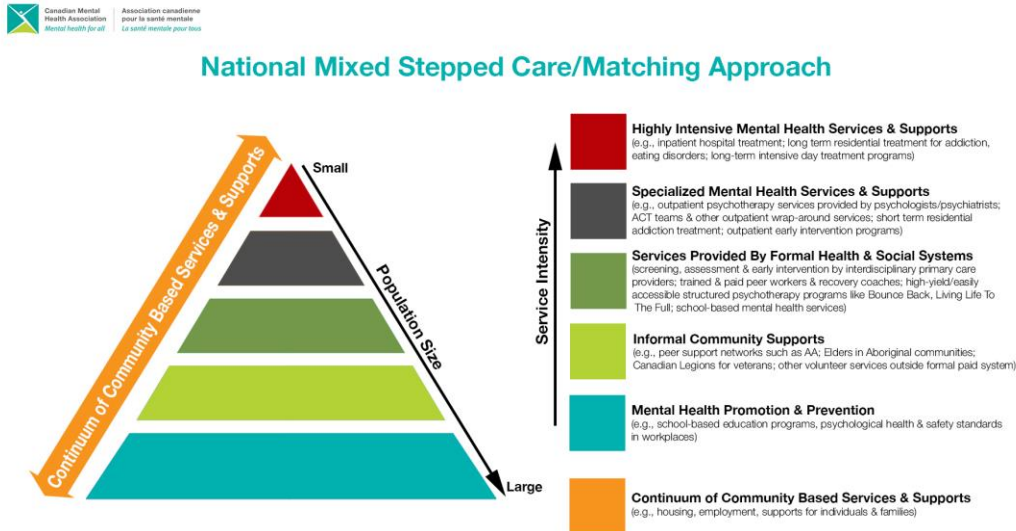 Canadian Mental
Health Association
Mental health for all
Association canadienne
pour la santé mentale
La santé mentale pour tous
National Mixed Stepped Care/Matching Approach
Continuum of Community Based Services & Supports
Small
Population Size
Large
Service Intensity
Highly Intensive Mental Health Services & Supports
(e.g., inpatient hospital treatment; long term residential treatment for addiction,
eating disorders; long-term intensive day treatment programs)
Specialized Mental Health Services & Supports
(e.g., outpatient psychotherapy services provided by psychologists/psychiatrists;
ACT teams & other outpatient wrap-around services; short term residential
addiction treatment; outpatient early intervention programs)
Services Provided By Formal Health & Social Systems
(screening, assessment & early intervention by interdisciplinary primary care
providers; trained & paid peer workers & recovery coaches; high-yield/easily
accessible structured psychotherapy programs like Bounce Back, Living Life To
The Full; school-based mental health services)
Informal Community Supports
(e.g., peer support networks such as AA; Elders in Aboriginal communities;
Canadian Legions for veterans; other volunteer services outside formal paid system)
Mental Health Promotion & Prevention
(e.g., school-based education programs, psychological health & safety standards
in workplaces)
Continuum of Community Based Services & Supports
(e.g., housing, employment, supports for individuals & families)